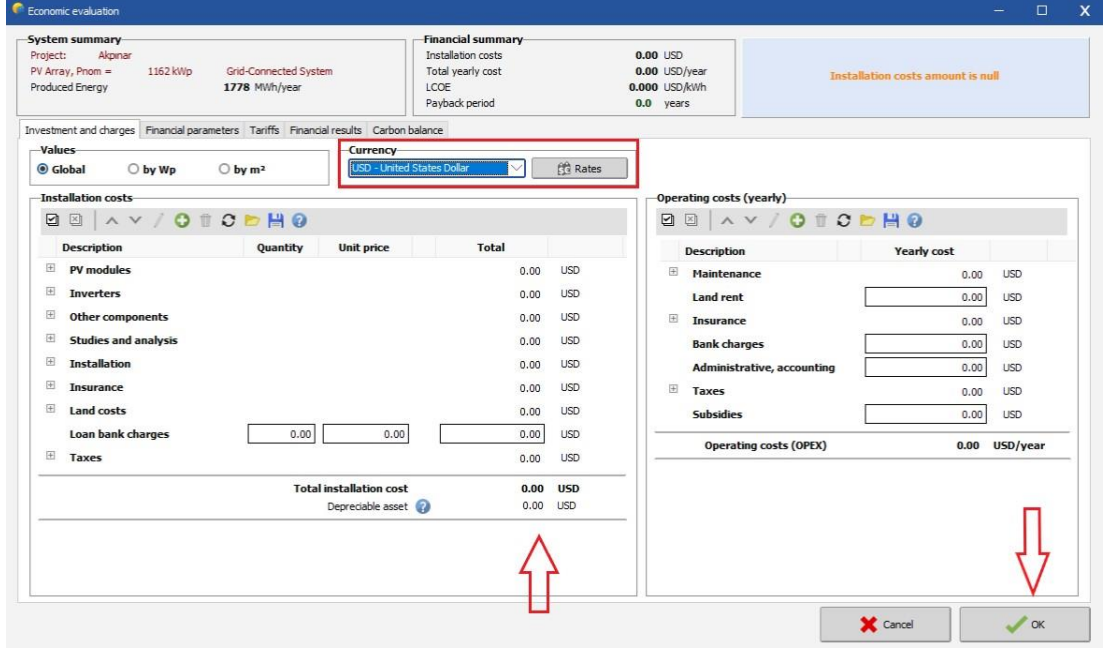 Economic evaluation
System summary
Project: Akpınar
PV Array, Pnom = 1162 kWp Grid-Connected System
Produced Energy 1778 MWh/year
Financial summary
Installation costs 0.00 USD
Total yearly cost 0.00 USD/year
LCOE 0.000 USD/kWh
Payback period 0.0 years
Installation costs amount is null
Investment and charges Financial parameters Tariffs Financial results Carbon balance
Values
Global by Wp by m²
Currency
USD - United States Dollar Rates
Installation costs
Description Quantity Unit price Total
PV modules 0.00 USD
Inverters 0.00 USD
Other components 0.00 USD
Studies and analysis 0.00 USD
Installation 0.00 USD
Insurance 0.00 USD
Land costs 0.00 USD
Loan bank charges 0.00 0.00 0.00 USD
Taxes 0.00 USD
Total installation cost 0.00 USD
Depreciable asset 0.00 USD
Operating costs (yearly)
Description Yearly cost
Maintenance 0.00 USD
Land rent 0.00 USD
Insurance 0.00 USD
Bank charges 0.00 USD
Administrative, accounting 0.00 USD
Taxes 0.00 USD
Subsidies 0.00 USD
Operating costs (OPEX) 0.00 USD/year
Cancel OK